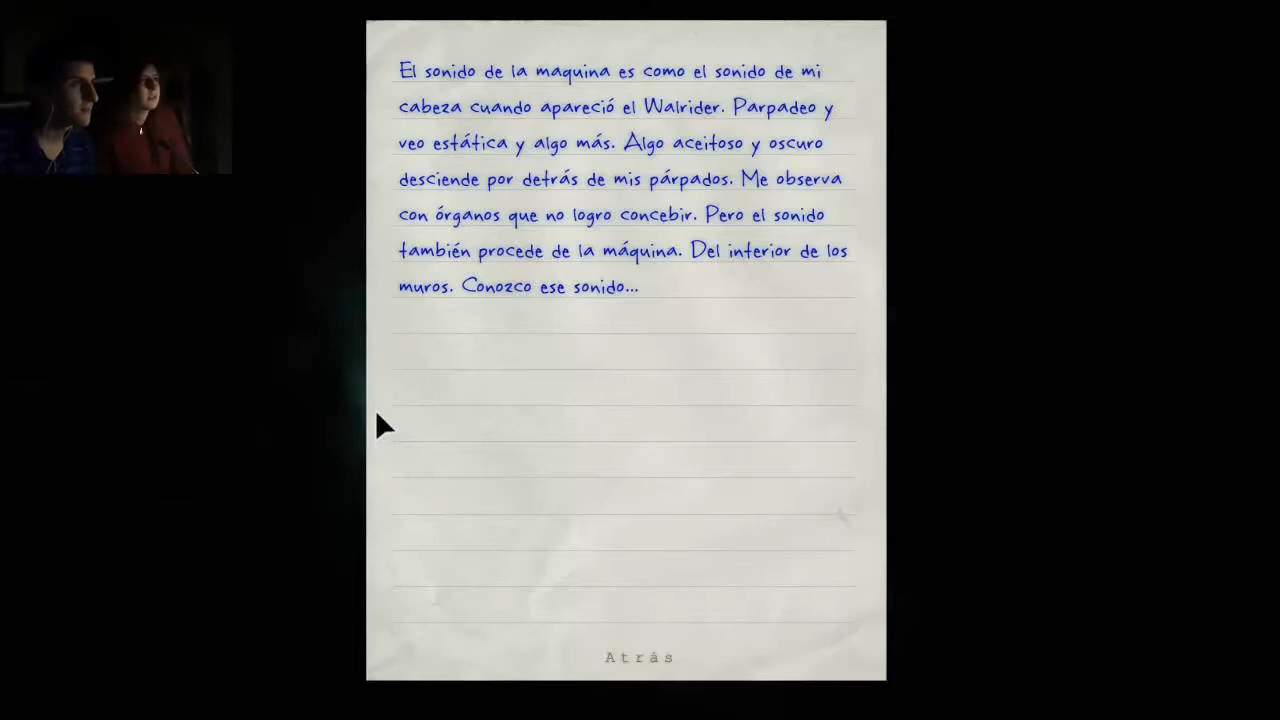 El sonido de la maquina es como el sonido de mi
cabeza cuando apareció el Walrider. Parpadeo y
veo estática y algo más. Algo aceitoso y oscuro
desciende por detrás de mis párpados. Me observa
con órganos que no logro concebir. Pero el sonido
también procede de la máquina. Del interior de los
muros. Conozco ese sonido...
Atrás